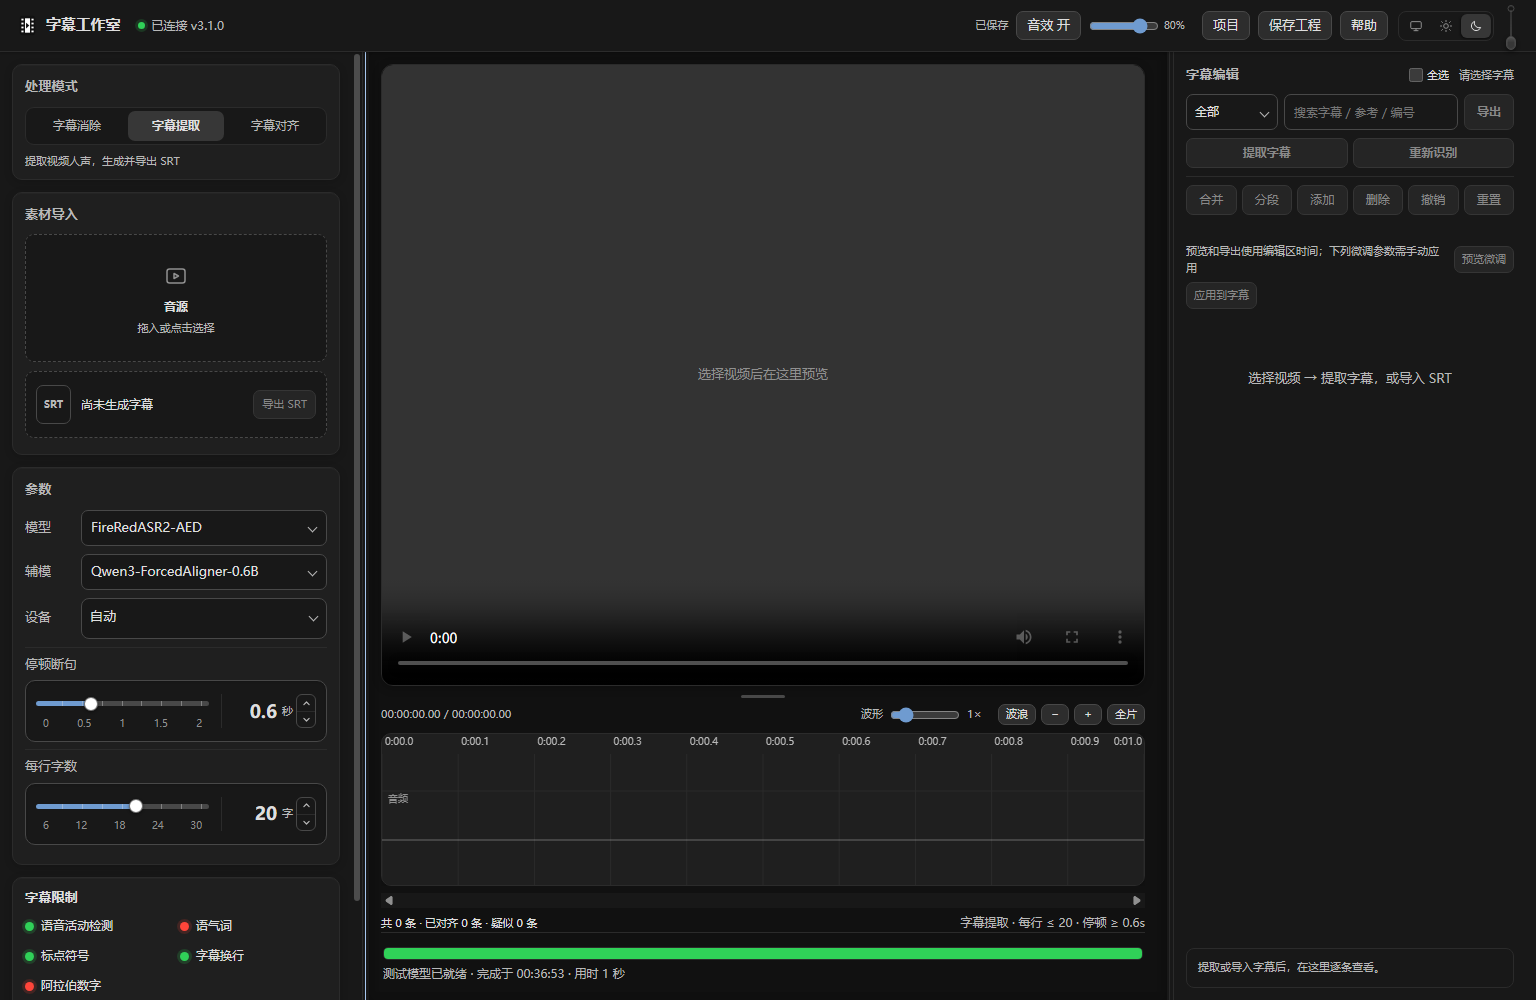 字幕工作室
已连接 v3.1.0
已保存
音效 开
80%
项目
保存工程
帮助
处理模式
字幕消除
字幕提取
字幕对齐
提取视频人声，生成并导出 SRT
素材导入
音源
拖入或点击选择
SRT
尚未生成字幕
导出 SRT
参数
模型
FireRedASR2-AED
辅模
Qwen3-ForcedAligner-0.6B
设备
自动
停顿断句
0 0.5 1 1.5 2
0.6 秒
每行字数
6 12 18 24 30
20 字
字幕限制
语音活动检测
语气词
标点符号
字幕换行
阿拉伯数字
选择视频后在这里预览
0:00
00:00:00.00 / 00:00:00.00
波形
1×
波浪
−
+
全片
0:00.0 0:00.1 0:00.2 0:00.3 0:00.4 0:00.5 0:00.6 0:00.7 0:00.8 0:00.9 0:01.0
音频
共 0 条 · 已对齐 0 条 · 疑似 0 条
字幕提取 · 每行 ≤ 20 · 停顿 ≥ 0.6s
测试模型已就绪 · 完成于 00:36:53 · 用时 1 秒
字幕编辑
全选
请选择字幕
全部
搜索字幕 / 参考 / 编号
导出
提取字幕
重新识别
合并
分段
添加
删除
撤销
重置
预览和导出使用编辑区时间；下列微调参数需手动应
用
预览微调
应用到字幕
选择视频 → 提取字幕，或导入 SRT
提取或导入字幕后，在这里逐条查看。